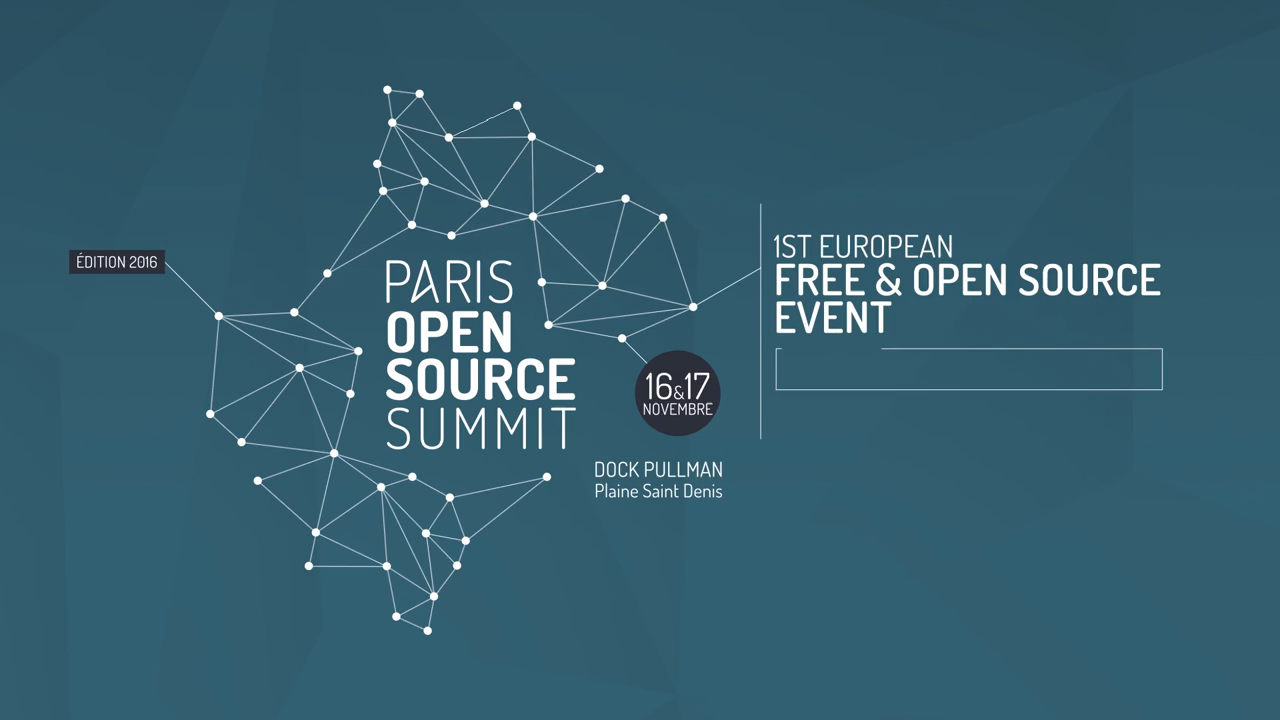 ÉDITION 2016
PARIS
OPEN
SOURCE
SUMMIT
16&17
NOVEMBRE
DOCK PULLMAN
Plaine Saint Denis
1ST EUROPEAN
FREE & OPEN SOURCE
EVENT